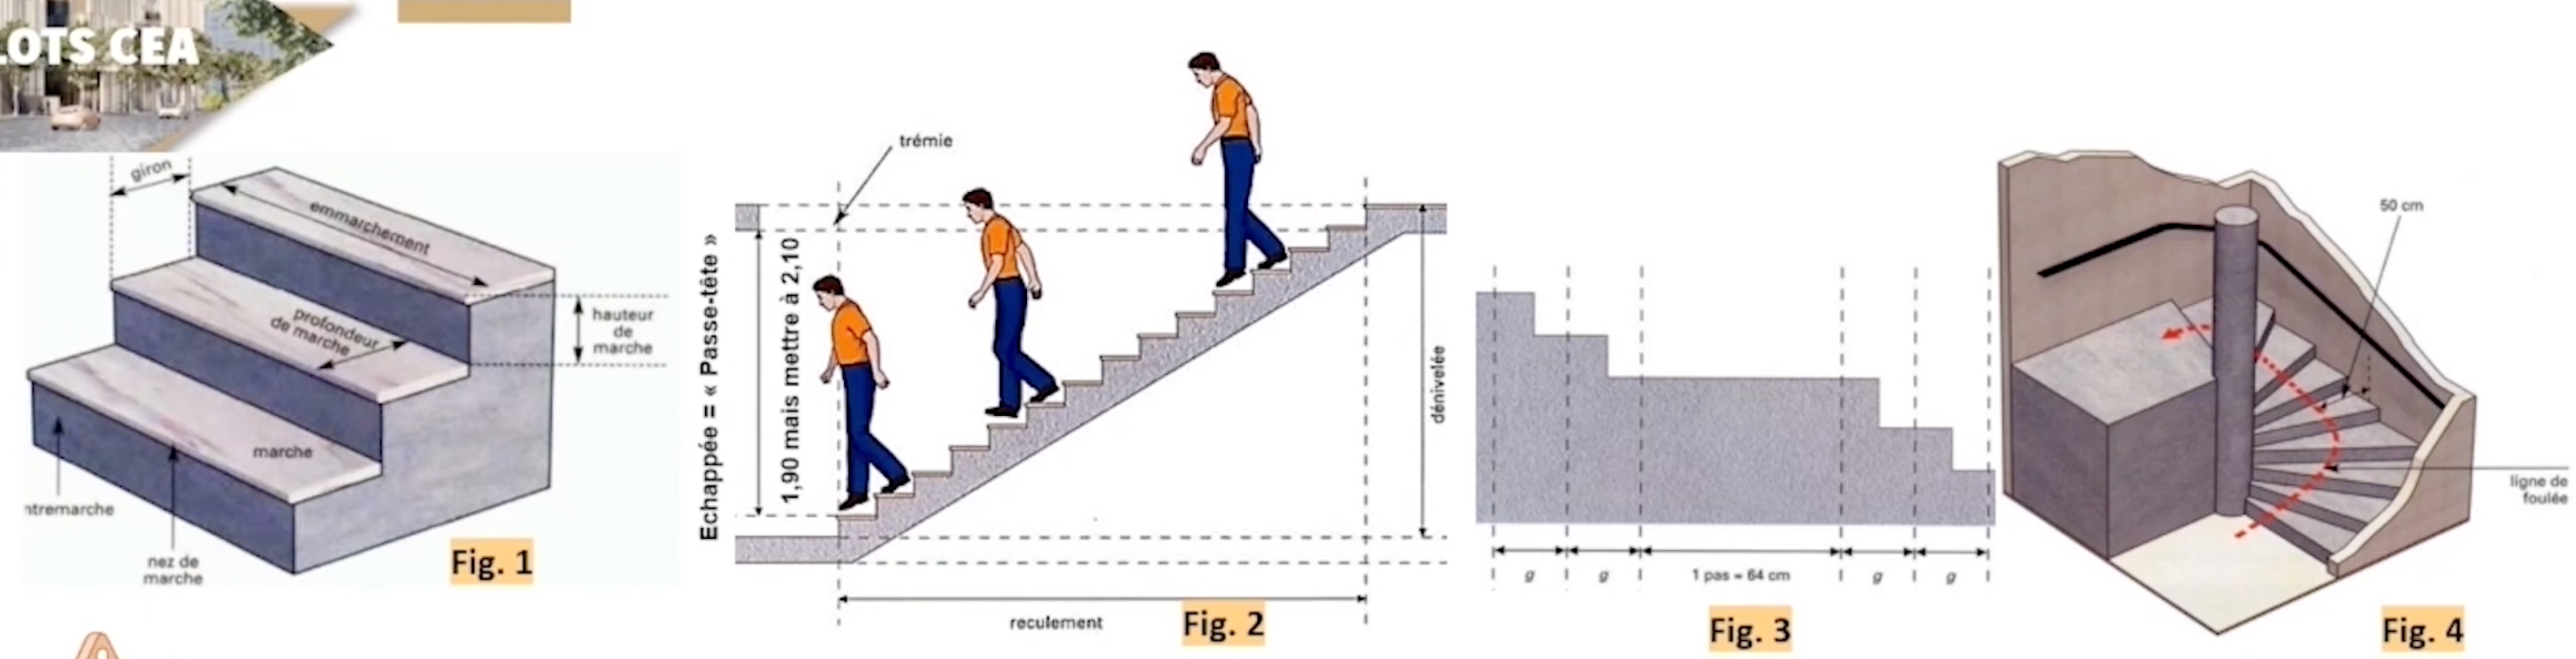 LOTS CEA
giron
emmarchement
profondeur
de marche
hauteur
de
marche
marche
ntremarche
nez de
marche
Fig. 1
Echappée = « Passe-tête »
1,90 mais mettre à 2,10
trémie
dénivelée
reculement
Fig. 2
g
g
1 pas = 64 cm
g
g
Fig. 3
50 cm
ligne de
foulée
Fig. 4